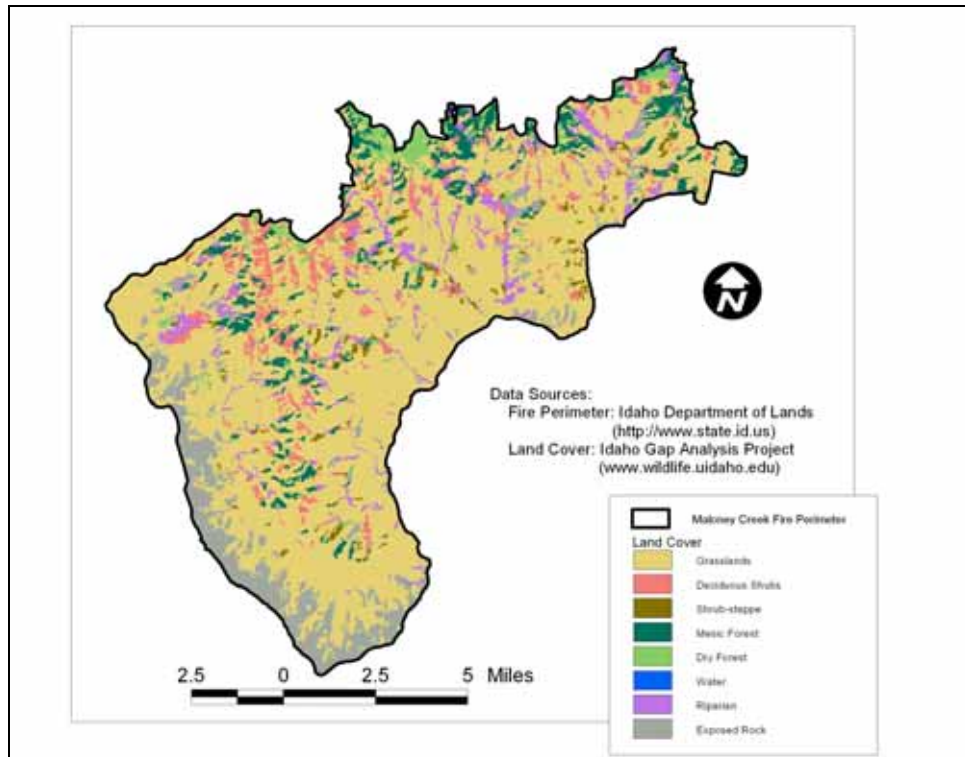 N
Data Sources:
Fire Perimeter: Idaho Department of Lands
(http://www.state.id.us)
Land Cover: Idaho Gap Analysis Project
(www.wildlife.uidaho.edu)
Maloney Creek Fire Perimeter
Land Cover
Grasslands
Deciduous Shrubs
Shrub-steppe
Mesic Forest
Dry Forest
Water
Riparian
Exposed Rock
2.5 0 2.5 5 Miles